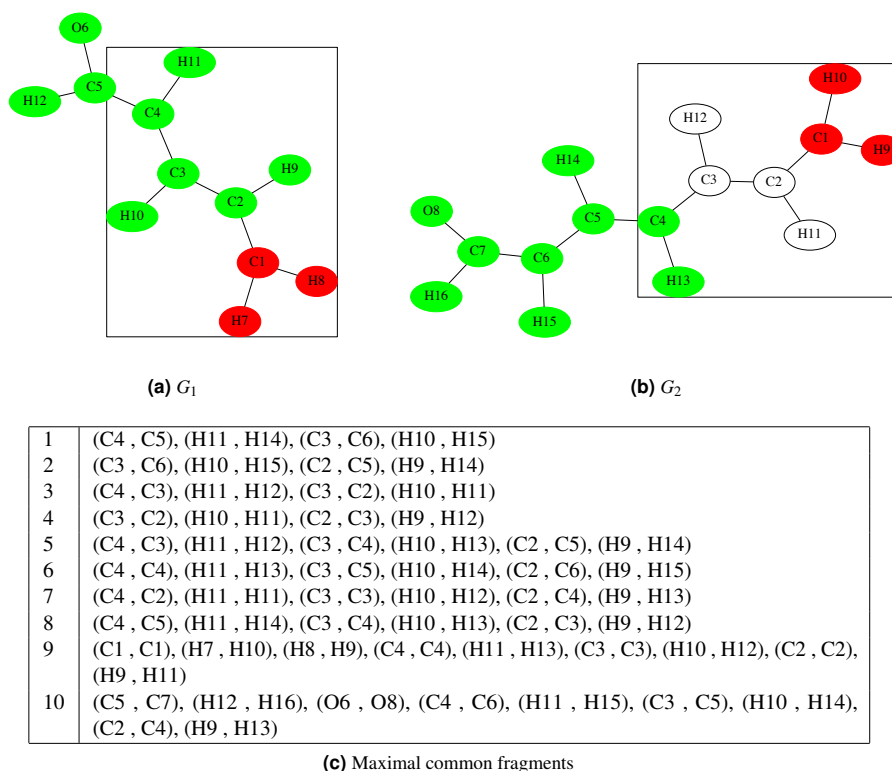 O6
H11
H12
C5
C4
C3
H9
H10
C2
C1
H8
H7
(a) G1
H10
H12
C1
H9
H14
C3
C2
O8
C5
C4
H11
C7
C6
H16
H13
H15
(b) G2
1 (C4 , C5), (H11 , H14), (C3 , C6), (H10 , H15)
2 (C3 , C6), (H10 , H15), (C2 , C5), (H9 , H14)
3 (C4 , C3), (H11 , H12), (C3 , C2), (H10 , H11)
4 (C3 , C2), (H10 , H11), (C2 , C3), (H9 , H12)
5 (C4 , C3), (H11 , H12), (C3 , C4), (H10 , H13), (C2 , C5), (H9 , H14)
6 (C4 , C4), (H11 , H13), (C3 , C5), (H10 , H14), (C2 , C6), (H9 , H15)
7 (C4 , C2), (H11 , H11), (C3 , C3), (H10 , H12), (C2 , C4), (H9 , H13)
8 (C4 , C5), (H11 , H14), (C3 , C4), (H10 , H13), (C2 , C3), (H9 , H12)
9 (C1 , C1), (H7 , H10), (H8 , H9), (C4 , C4), (H11 , H13), (C3 , C3), (H10 , H12), (C2 , C2),
(H9 , H11)
10 (C5 , C7), (H12 , H16), (O6 , O8), (C4 , C6), (H11 , H15), (C3 , C5), (H10 , H14),
(C2 , C4), (H9 , H13)
(c) Maximal common fragments